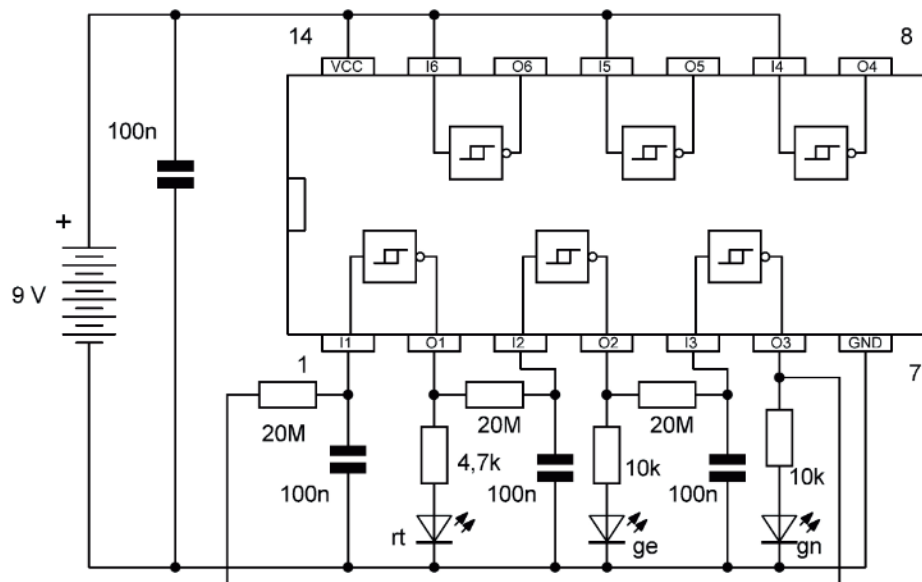 14 8
VCC I6 O6 I5 O5 I4 O4
100n
+
9 V
I1 O1 I2 O2 I3 O3 GND
1 7
20M 20M 20M
4,7k 10k 10k
100n 100n 100n
rt ge gn